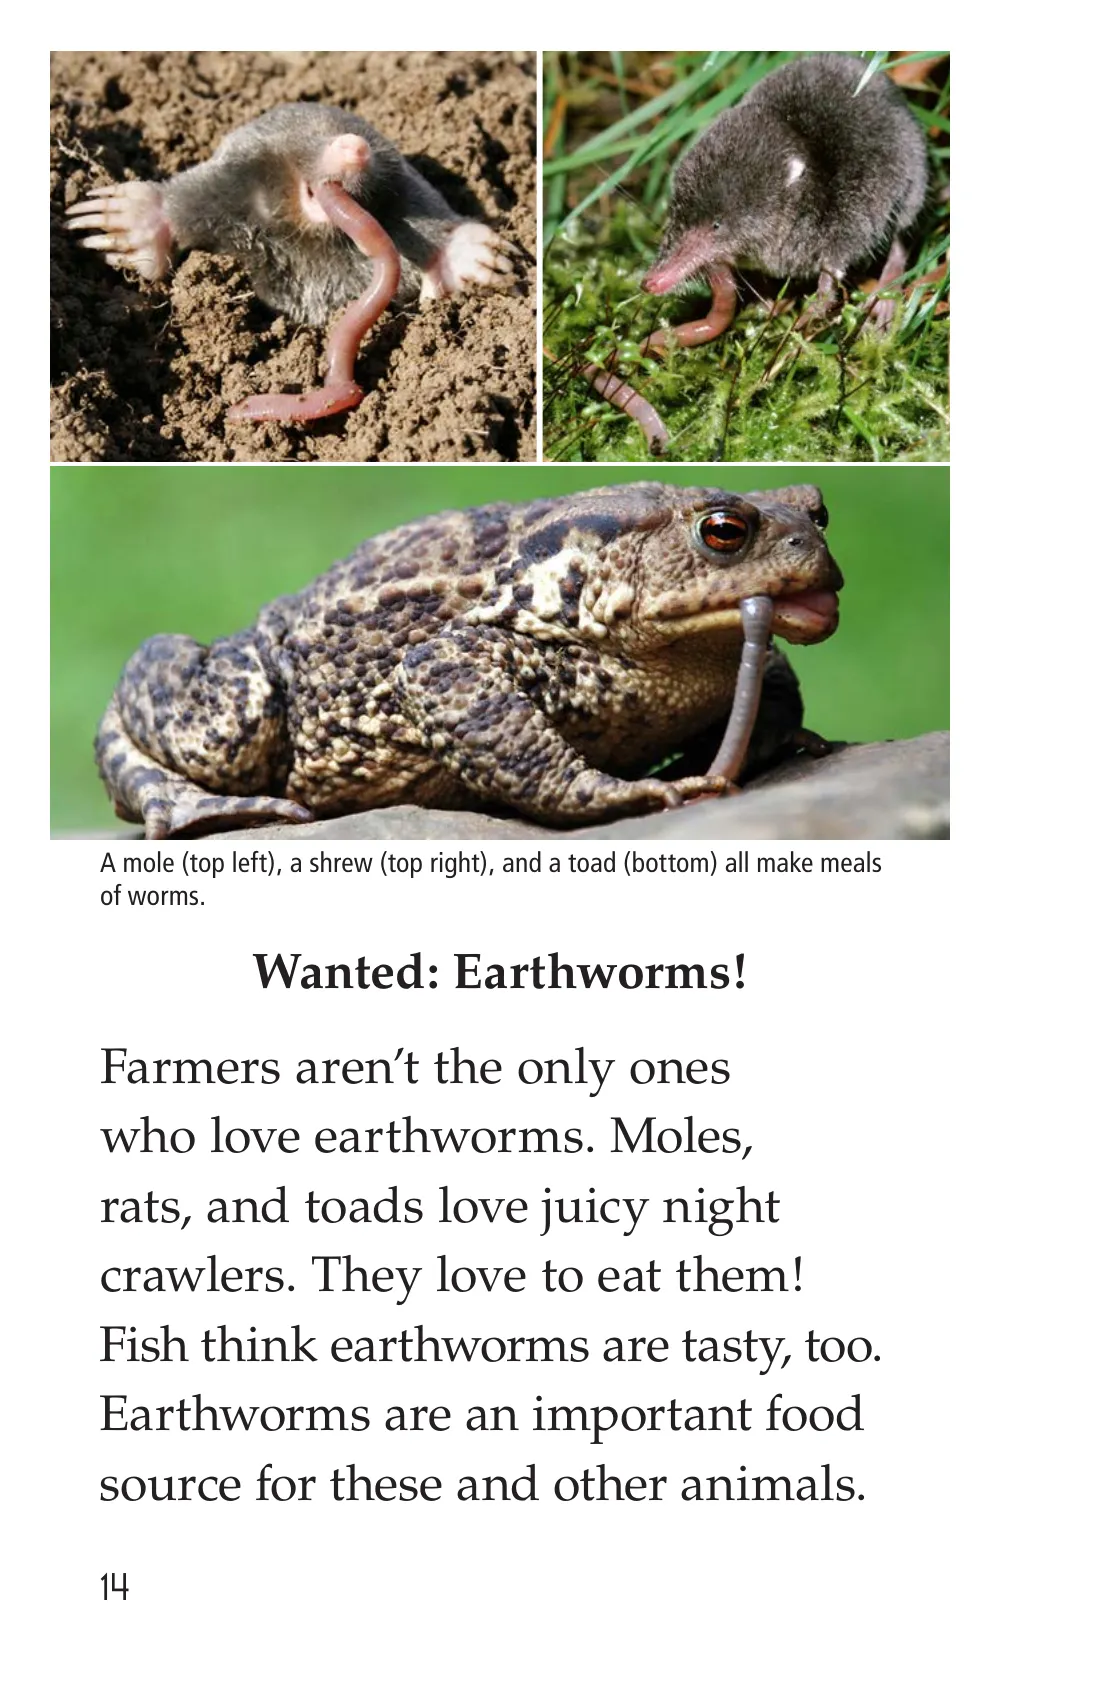 A mole (top left), a shrew (top right), and a toad (bottom) all make meals
of worms.
Wanted: Earthworms!
Farmers aren’t the only ones
who love earthworms. Moles,
rats, and toads love juicy night
crawlers. They love to eat them!
Fish think earthworms are tasty, too.
Earthworms are an important food
source for these and other animals.
14